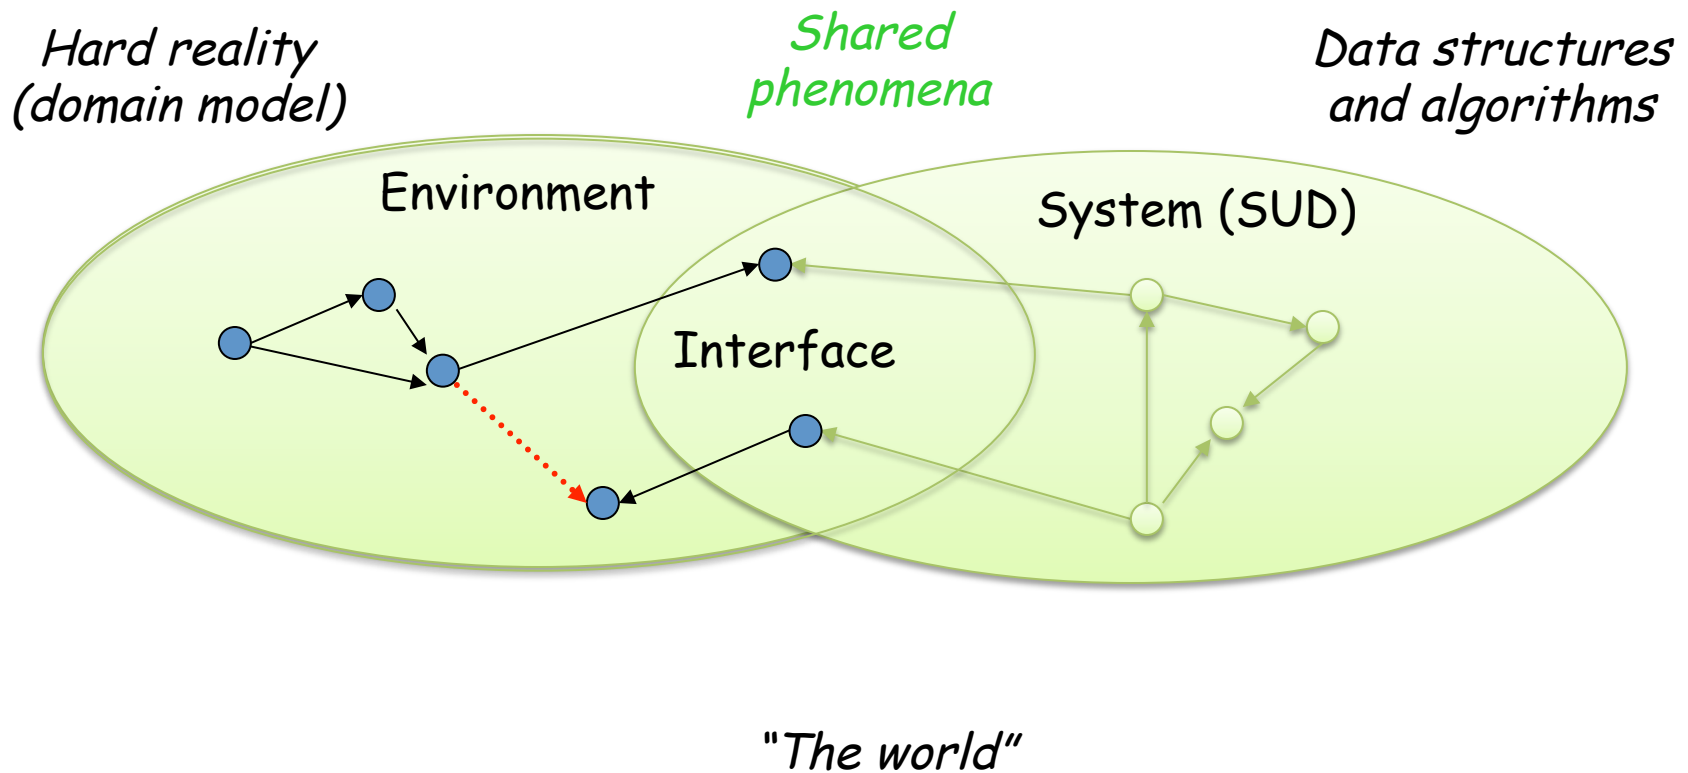 Hard reality
(domain model)
Shared
phenomena
Data structures
and algorithms
Environment
System (SUD)
Interface
“The world”